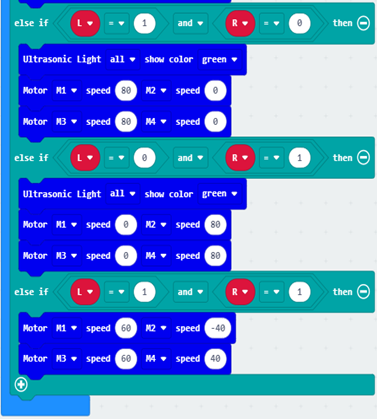 else if L = 1 and R = 0 then
Ultrasonic Light all show color green
Motor M1 speed 80 M2 speed 0
Motor M3 speed 80 M4 speed 0
else if L = 0 and R = 1 then
Ultrasonic Light all show color green
Motor M1 speed 0 M2 speed 80
Motor M3 speed 0 M4 speed 80
else if L = 1 and R = 1 then
Motor M1 speed 60 M2 speed -40
Motor M3 speed 60 M4 speed 40